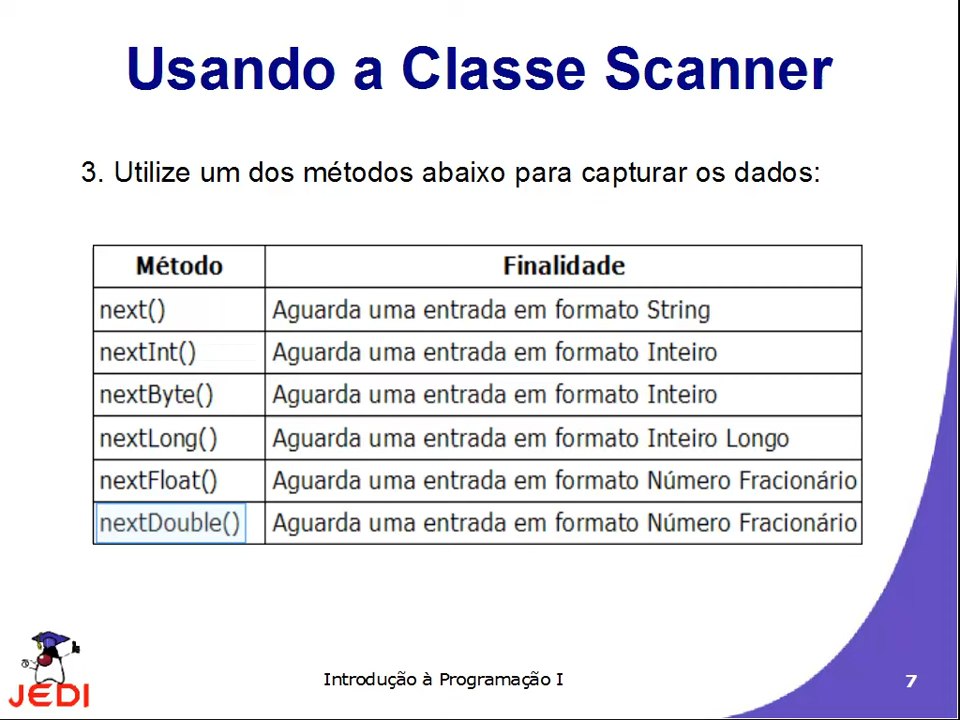 Usando a Classe Scanner
3. Utilize um dos métodos abaixo para capturar os dados:
Método Finalidade
next() Aguarda uma entrada em formato String
nextInt() Aguarda uma entrada em formato Inteiro
nextByte() Aguarda uma entrada em formato Inteiro
nextLong() Aguarda uma entrada em formato Inteiro Longo
nextFloat() Aguarda uma entrada em formato Número Fracionário
nextDouble() Aguarda uma entrada em formato Número Fracionário
JEDI
Introdução à Programação I
7